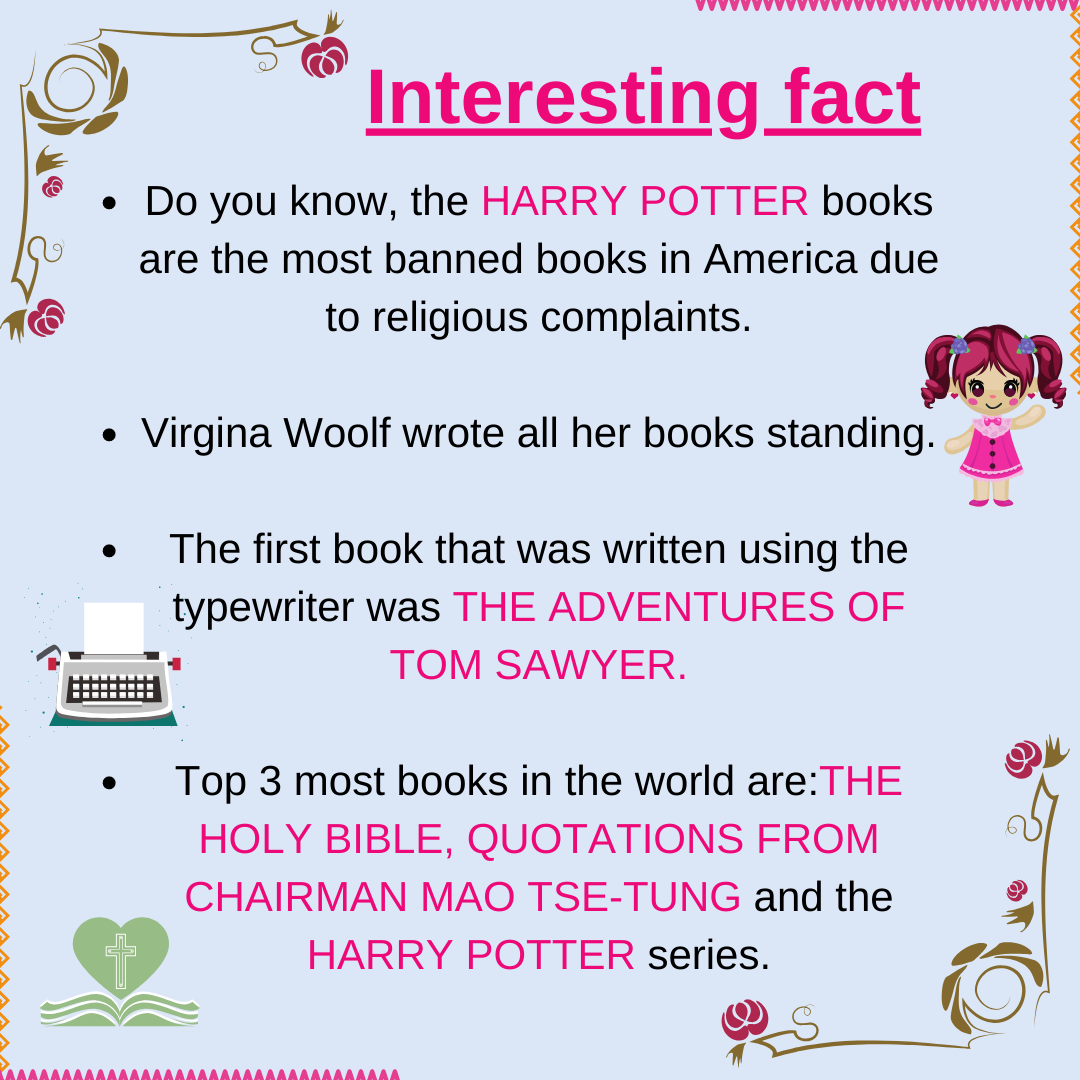 Interesting fact
• Do you know, the HARRY POTTER books
are the most banned books in America due
to religious complaints.
• Virgina Woolf wrote all her books standing.
• The first book that was written using the
typewriter was THE ADVENTURES OF
TOM SAWYER.
• Top 3 most books in the world are:THE
HOLY BIBLE, QUOTATIONS FROM
CHAIRMAN MAO TSE-TUNG and the
HARRY POTTER series.